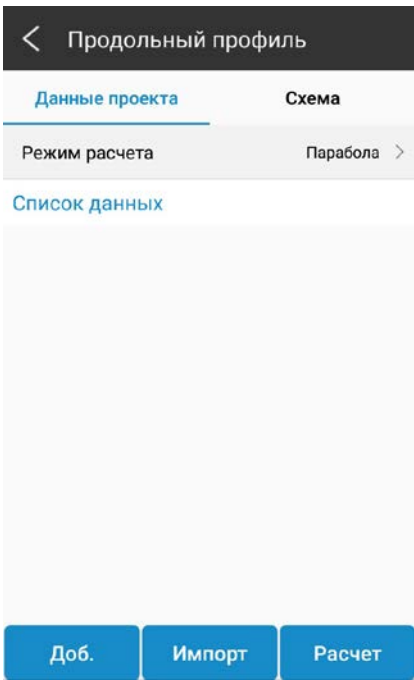 Продольный профиль
Данные проекта Схема
Режим расчета Парабола
Список данных
Доб. Импорт Расчет